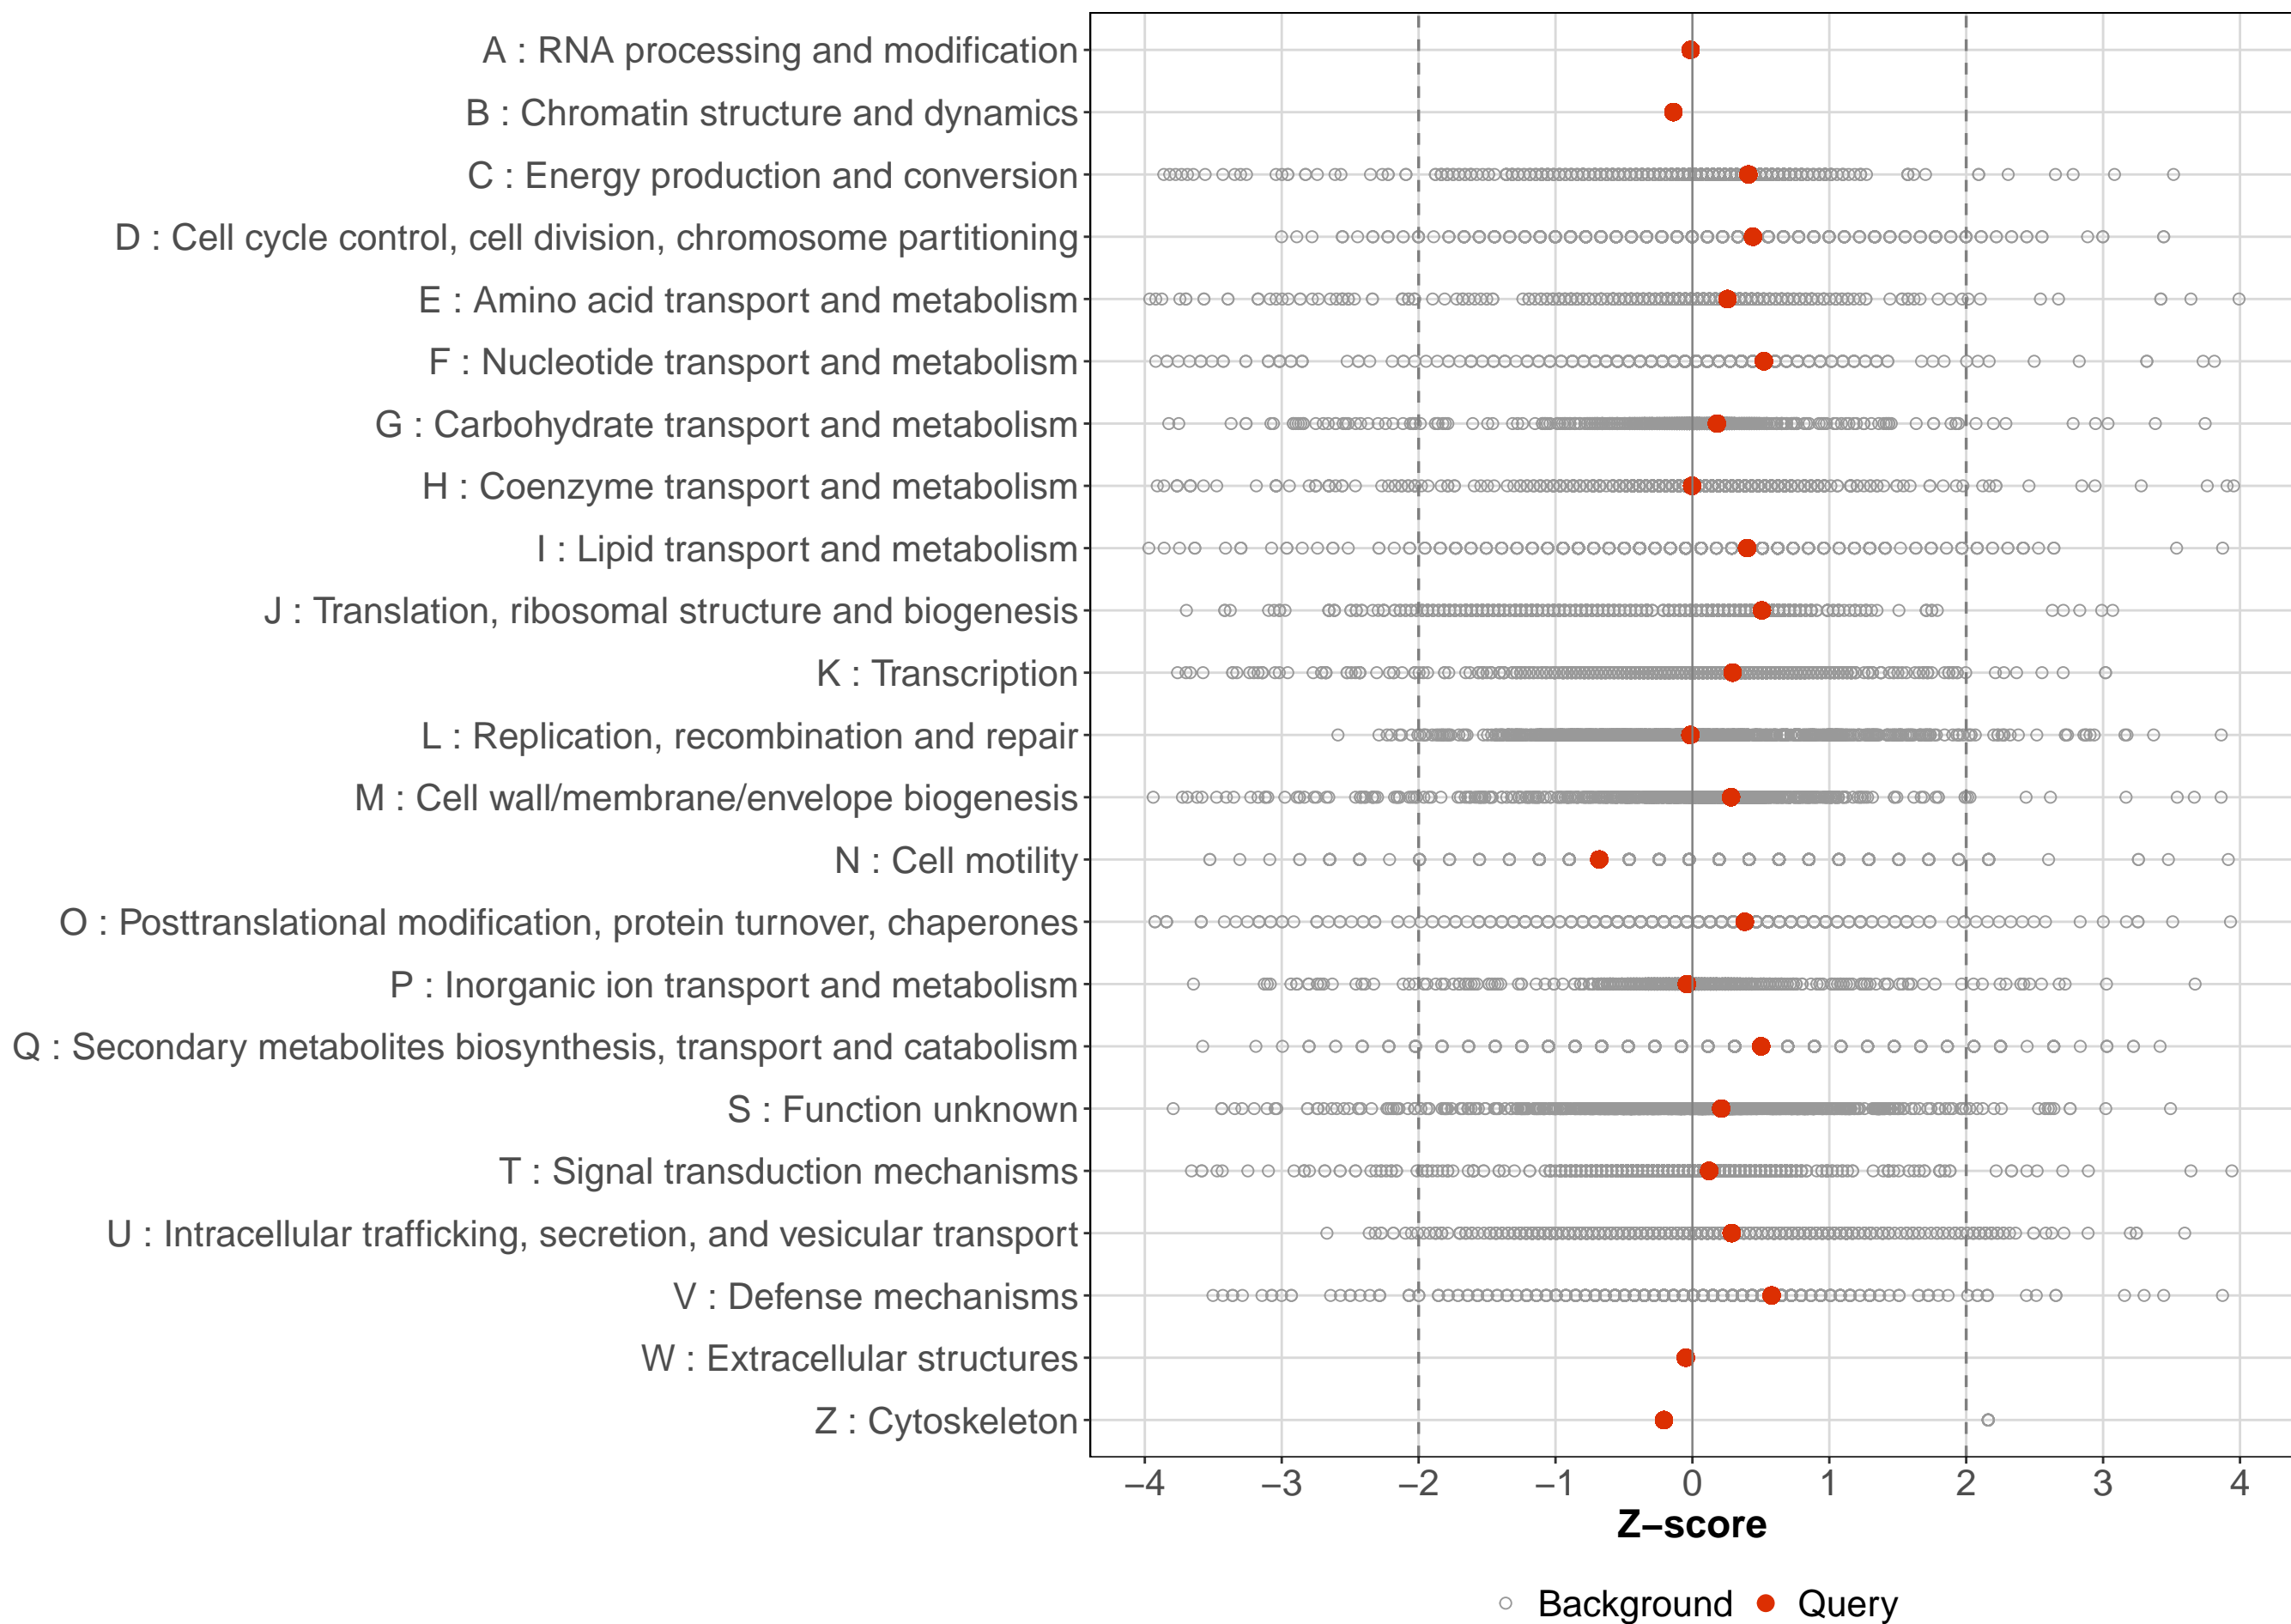 A : RNA processing and modification
B : Chromatin structure and dynamics
C : Energy production and conversion
D : Cell cycle control, cell division, chromosome partitioning
E : Amino acid transport and metabolism
F : Nucleotide transport and metabolism
G : Carbohydrate transport and metabolism
H : Coenzyme transport and metabolism
I : Lipid transport and metabolism
J : Translation, ribosomal structure and biogenesis
K : Transcription
L : Replication, recombination and repair
M : Cell wall/membrane/envelope biogenesis
N : Cell motility
O : Posttranslational modification, protein turnover, chaperones
P : Inorganic ion transport and metabolism
Q : Secondary metabolites biosynthesis, transport and catabolism
S : Function unknown
T : Signal transduction mechanisms
U : Intracellular trafficking, secretion, and vesicular transport
V : Defense mechanisms
W : Extracellular structures
Z : Cytoskeleton
−4 −3 −2 −1 0 1 2 3 4
Z−score
Background Query